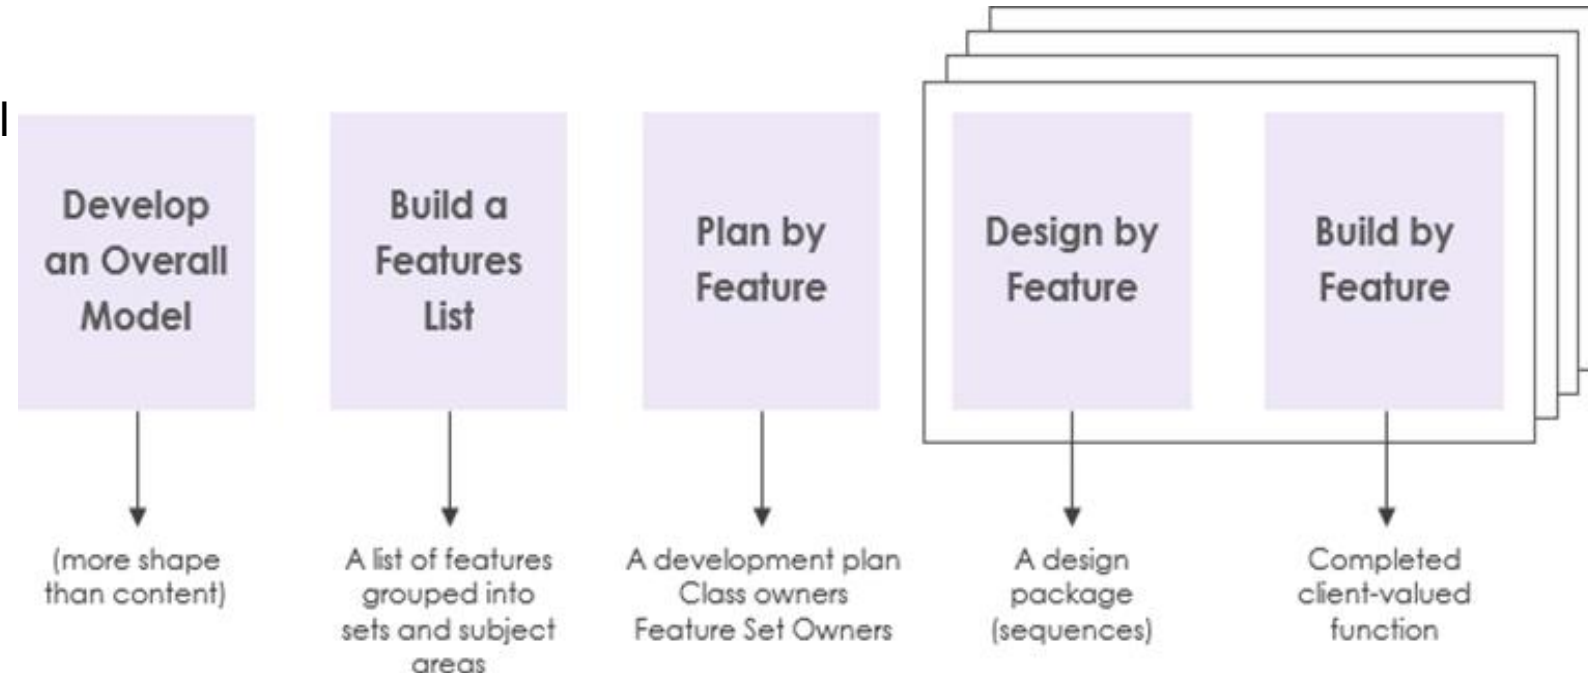 Develop
an Overall
Model
Build a
Features
List
Plan by
Feature
Design by
Feature
Build by
Feature
(more shape
than content)
A list of features
grouped into
sets and subject
areas
A development plan
Class owners
Feature Set Owners
A design
package
(sequences)
Completed
client-valued
function